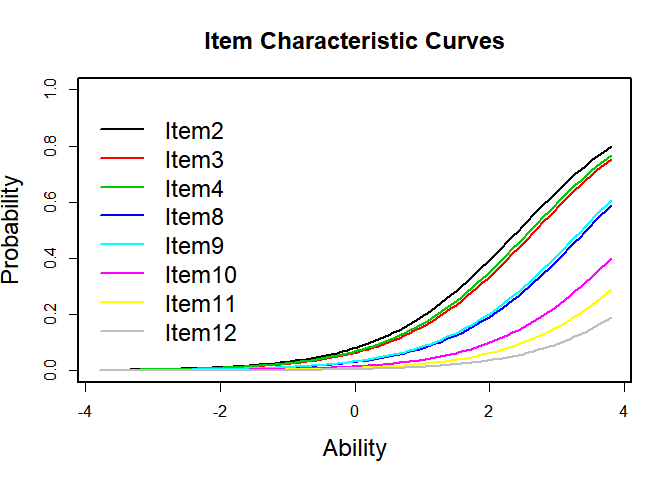 Item Characteristic Curves
1.0
0.8
0.6
0.4
0.2
0.0
Probability
Item2
Item3
Item4
Item8
Item9
Item10
Item11
Item12
-4 -2 0 2 4
Ability